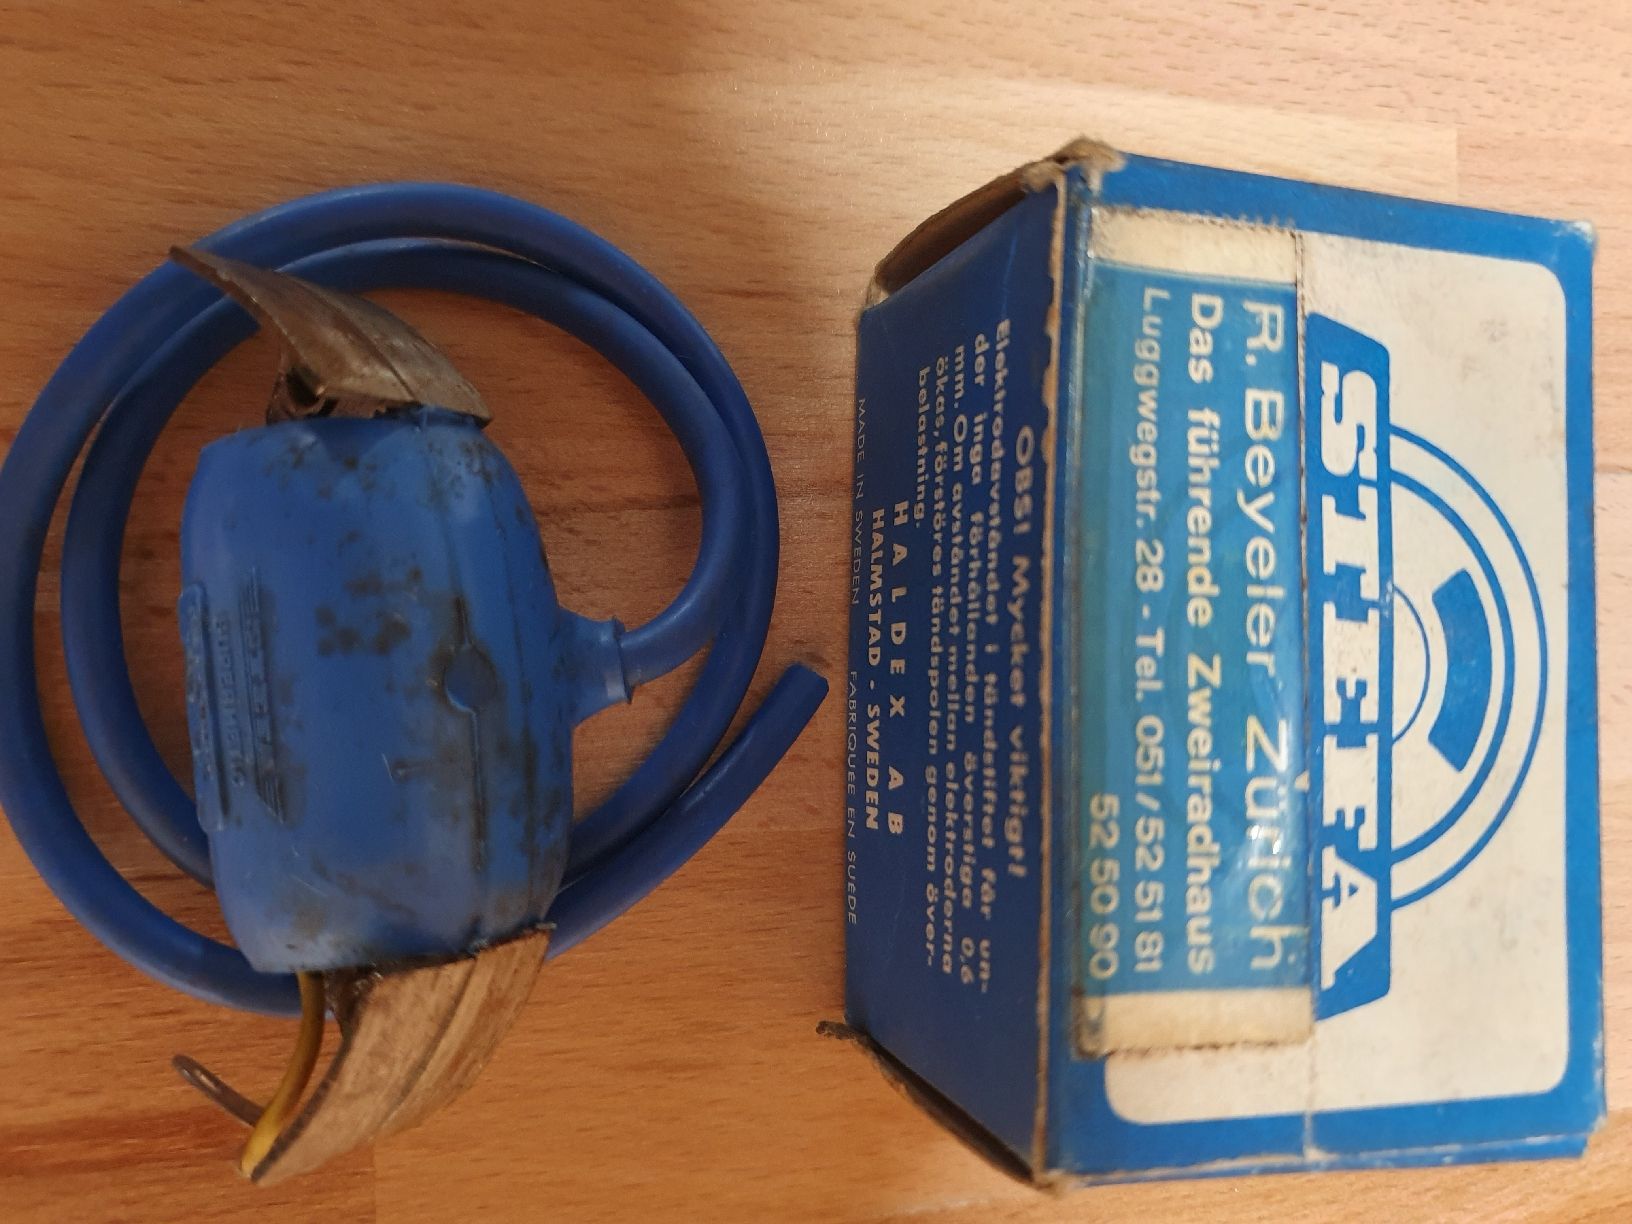 STEFA
R. Beyeler Zürich
Das führende Zweiradhaus
Luggwegstr. 28 - Tel. 051/52 51 81
52 50 90
OBS! Mycket viktigt!
Elektrodavståndet i tändstiftet får un-
der inga förhållanden överstiga 0,6
mm. Om avståndet mellan elektroderna
ökas, förstöres tändspolen genom över-
belastning.
HALDEX AB
HALMSTAD - SWEDEN
MADE IN SWEDEN FABRIQUÉ EN SUÈDE